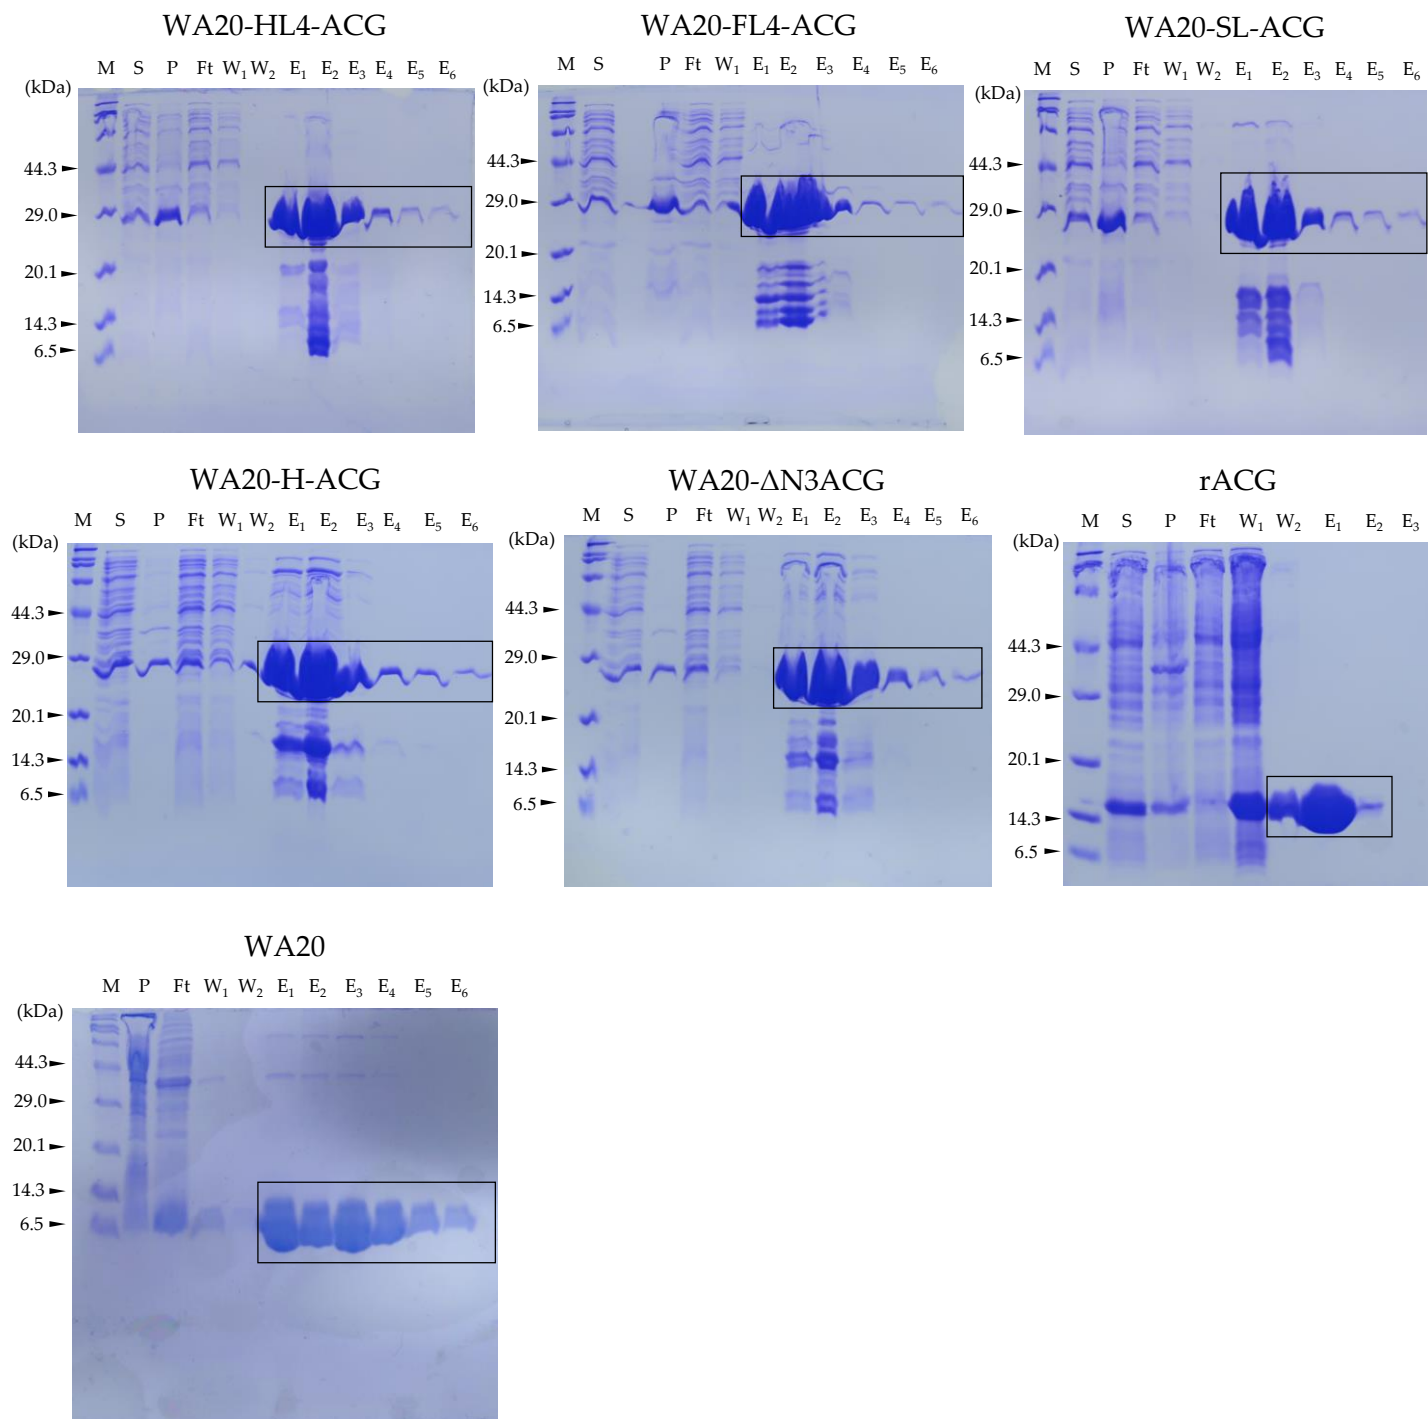 WA20-HL4-ACG
M S P Ft W₁ W₂ E₁ E₂ E₃ E₄ E₅ E₆
(kDa)
44.3
29.0
20.1
14.3
6.5
WA20-FL4-ACG
M S P Ft W₁ E₁ E₂ E₃ E₄ E₅ E₆
(kDa)
44.3
29.0
20.1
14.3
6.5
WA20-SL-ACG
M S P Ft W₁ W₂ E₁ E₂ E₃ E₄ E₅ E₆
(kDa)
44.3
29.0
20.1
14.3
6.5
WA20-H-ACG
M S P Ft W₁ W₂ E₁ E₂ E₃ E₄ E₅ E₆
(kDa)
44.3
29.0
20.1
14.3
6.5
WA20-ΔN3ACG
M S P Ft W₁ W₂ E₁ E₂ E₃ E₄ E₅ E₆
(kDa)
44.3
29.0
20.1
14.3
6.5
rACG
M S P Ft W₁ W₂ E₁ E₂ E₃
(kDa)
44.3
29.0
20.1
14.3
6.5
WA20
M P Ft W₁ W₂ E₁ E₂ E₃ E₄ E₅ E₆
(kDa)
44.3
29.0
20.1
14.3
6.5